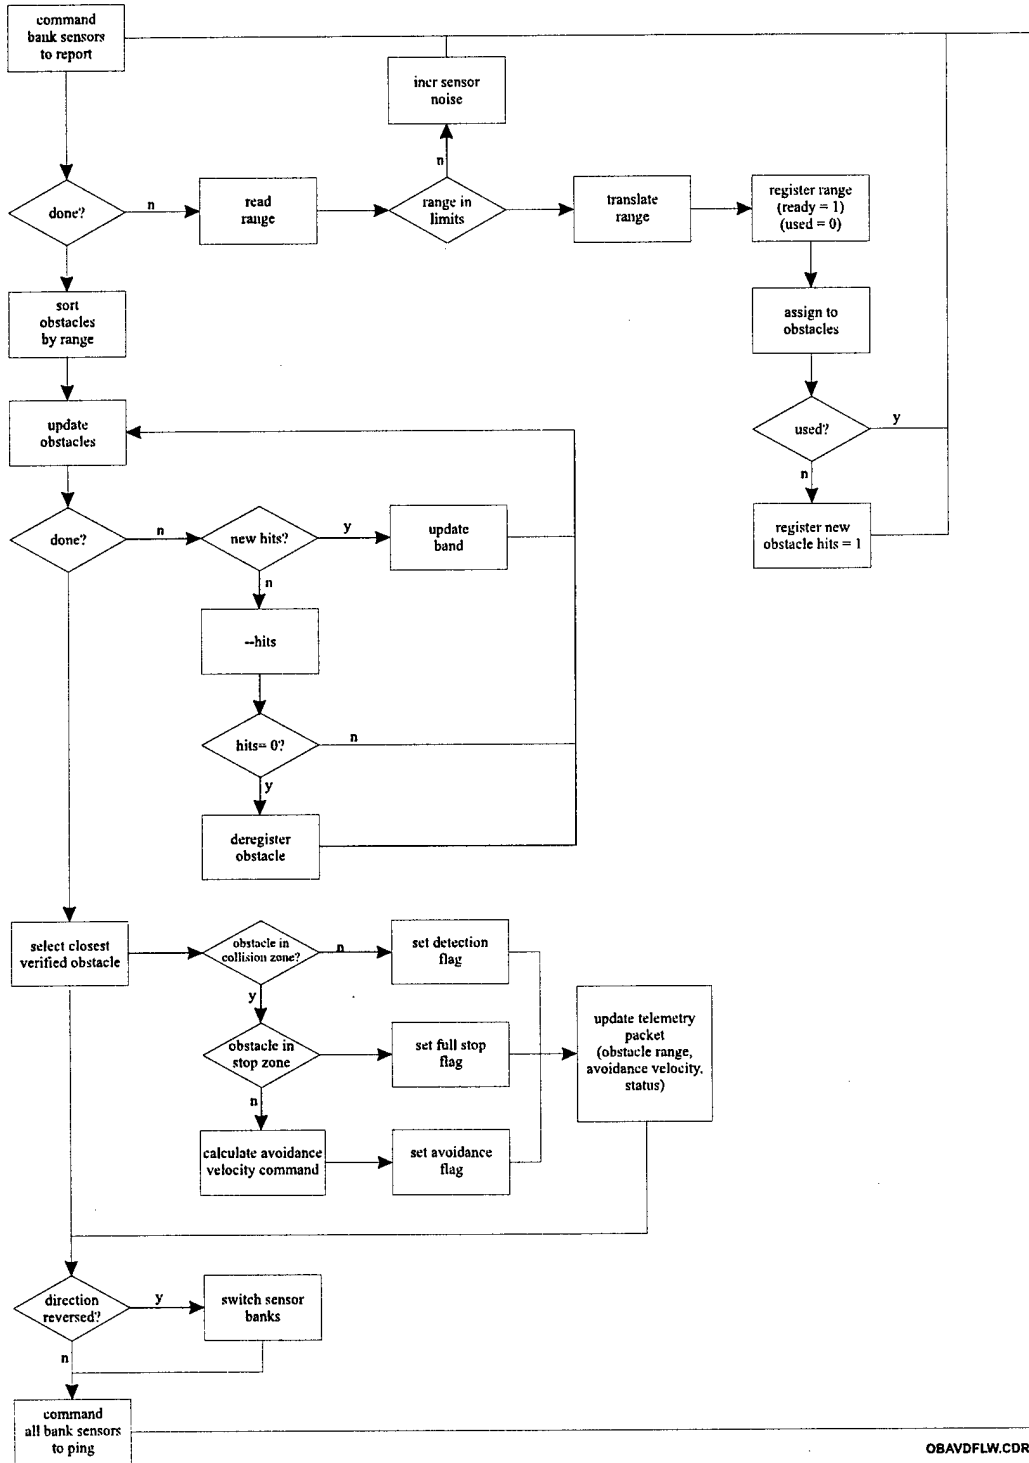 command
bank sensors
to report
incr sensor
noise
n
done?
n
read
range
range in
limits
translate
range
register range
(ready = 1)
(used = 0)
sort
obstacles
by range
assign to
obstacles
update
obstacles
used?
y
n
done?
n
new hits?
y
update
band
register new
obstacle hits = 1
n
--hits
hits= 0?
n
y
deregister
obstacle
select closest
verified obstacle
obstacle in
collision zone?
n
set detection
flag
y
obstacle in
stop zone
set full stop
flag
update telemetry
packet
(obstacle range,
avoidance velocity,
status)
n
calculate avoidance
velocity command
set avoidance
flag
direction
reversed?
y
switch sensor
banks
n
command
all bank sensors
to ping
OBAVDFLW.CDR